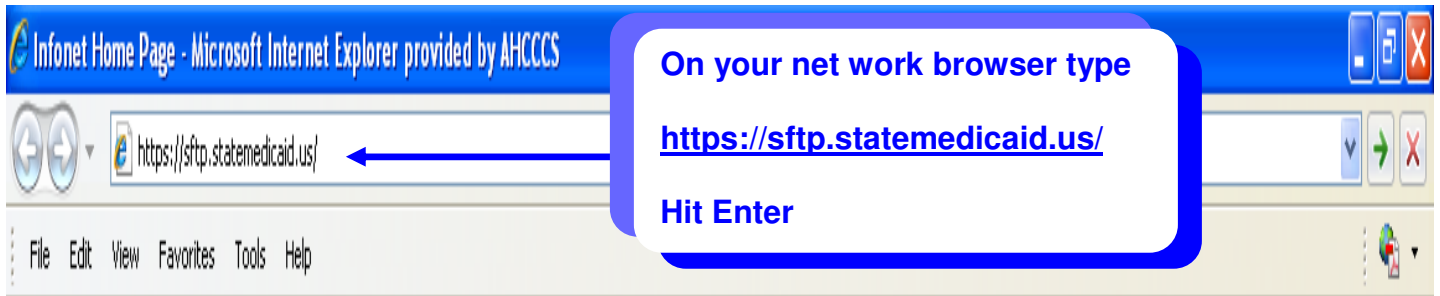 Infonet Home Page - Microsoft Internet Explorer provided by AHCCCS
On your net work browser type
https://sftp.statemedicaid.us/
Hit Enter
https://sftp.statemedicaid.us/
File Edit View Favorites Tools Help